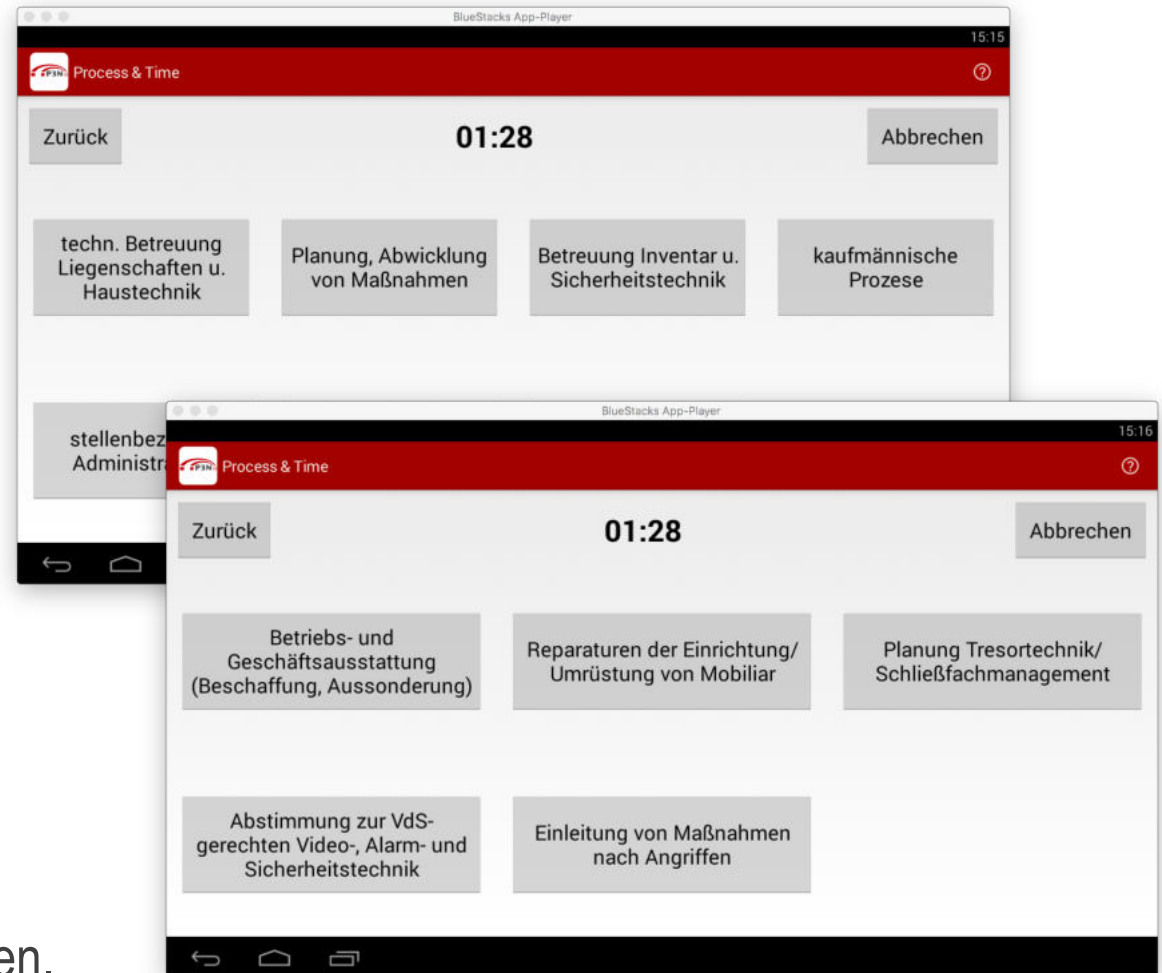 BlueStacks App-Player
15:15
P3N Process & Time
Zurück
01:28
Abbrechen
techn. Betreuung
Liegenschaften u.
Haustechnik
Planung, Abwicklung
von Maßnahmen
Betreuung Inventar u.
Sicherheitstechnik
kaufmännische
Prozese
stellenbez
Administra
BlueStacks App-Player
15:16
P3N Process & Time
Zurück
01:28
Abbrechen
Betriebs- und
Geschäftsausstattung
(Beschaffung, Aussonderung)
Reparaturen der Einrichtung/
Umrüstung von Mobiliar
Planung Tresortechnik/
Schließfachmanagement
Abstimmung zur VdS-
gerechten Video-, Alarm- und
Sicherheitstechnik
Einleitung von Maßnahmen
nach Angriffen
en.